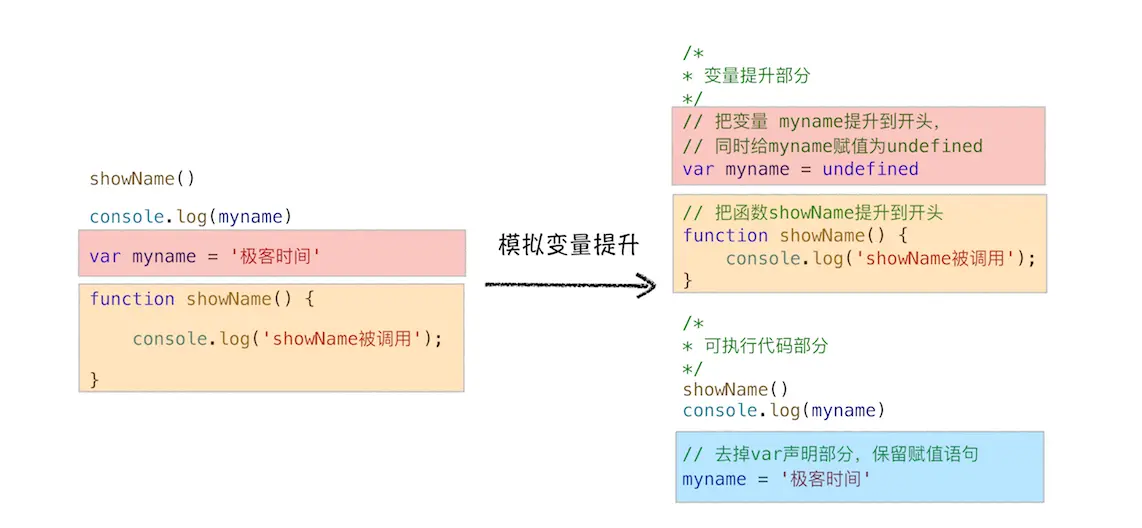 showName()
console.log(myname)
var myname = '极客时间'
function showName() {
console.log('showName被调用');
}
模拟变量提升
/*
* 变量提升部分
*/
// 把变量 myname提升到开头,
// 同时给myname赋值为undefined
var myname = undefined
// 把函数showName提升到开头
function showName() {
console.log('showName被调用');
}
/*
* 可执行代码部分
*/
showName()
console.log(myname)
// 去掉var声明部分，保留赋值语句
myname = '极客时间'